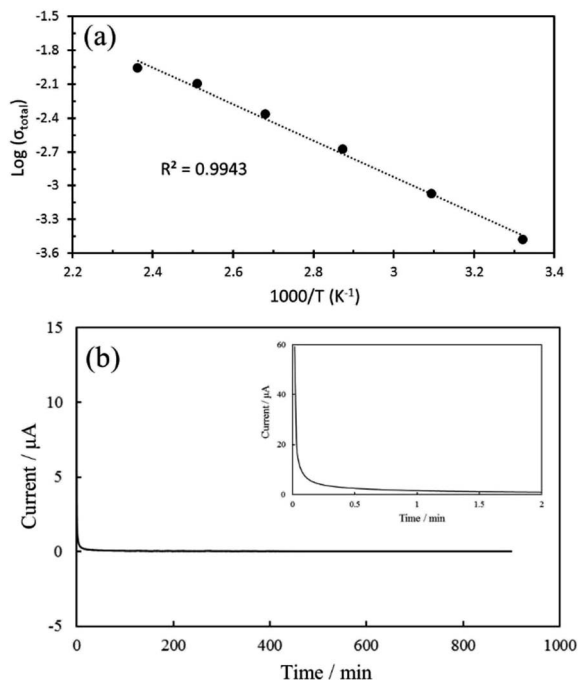 (a)
-1.5
-1.8
-2.1
-2.4
-2.7
-3
-3.3
-3.6
Log (σtotal)
R² = 0.9943
2.2 2.4 2.6 2.8 3 3.2 3.4
1000/T (K⁻¹)
(b)
15
10
5
0
-5
Current / μA
60
40
20
0
Current / μA
0 0.5 1 1.5 2
Time / min
0 200 400 600 800 1000
Time / min